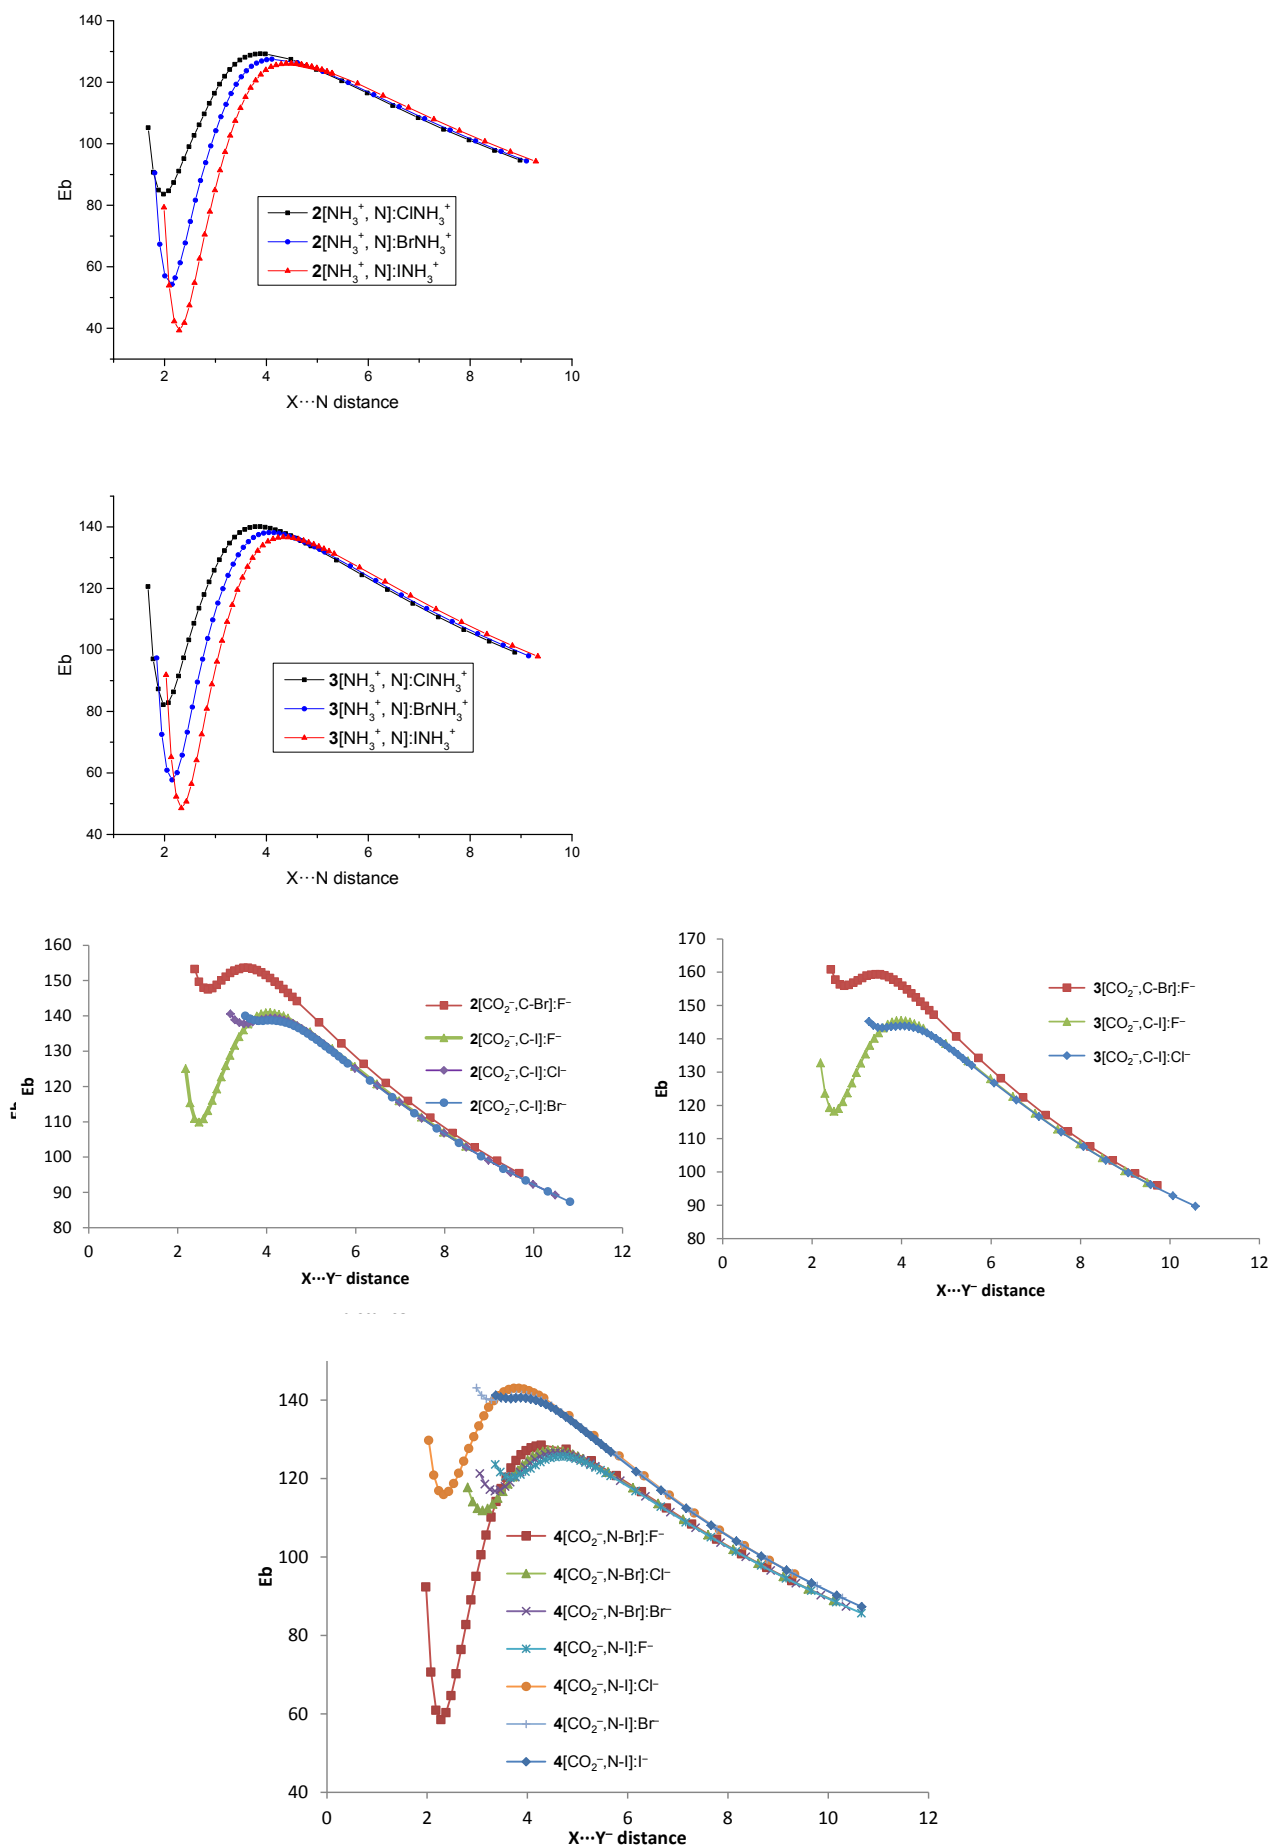 140
120
100
80
60
40
Eb
2[NH₃⁺, N]:ClNH₃⁺
2[NH₃⁺, N]:BrNH₃⁺
2[NH₃⁺, N]:INH₃⁺
2 4 6 8 10
X···N distance
140
120
100
80
60
40
Eb
3[NH₃⁺, N]:ClNH₃⁺
3[NH₃⁺, N]:BrNH₃⁺
3[NH₃⁺, N]:INH₃⁺
2 4 6 8 10
X···N distance
160
150
140
130
120
110
100
90
80
Eb
2[CO₂⁻,C-Br]:F⁻
2[CO₂⁻,C-I]:F⁻
2[CO₂⁻,C-I]:Cl⁻
2[CO₂⁻,C-I]:Br⁻
0 2 4 6 8 10 12
X···Y⁻ distance
170
160
150
140
130
120
110
100
90
80
Eb
3[CO₂⁻,C-Br]:F⁻
3[CO₂⁻,C-I]:F⁻
3[CO₂⁻,C-I]:Cl⁻
0 2 4 6 8 10 12
X···Y⁻ distance
140
120
100
80
60
40
Eb
4[CO₂⁻,N-Br]:F⁻
4[CO₂⁻,N-Br]:Cl⁻
4[CO₂⁻,N-Br]:Br⁻
4[CO₂⁻,N-I]:F⁻
4[CO₂⁻,N-I]:Cl⁻
4[CO₂⁻,N-I]:Br⁻
4[CO₂⁻,N-I]:I⁻
0 2 4 6 8 10 12
X···Y⁻ distance